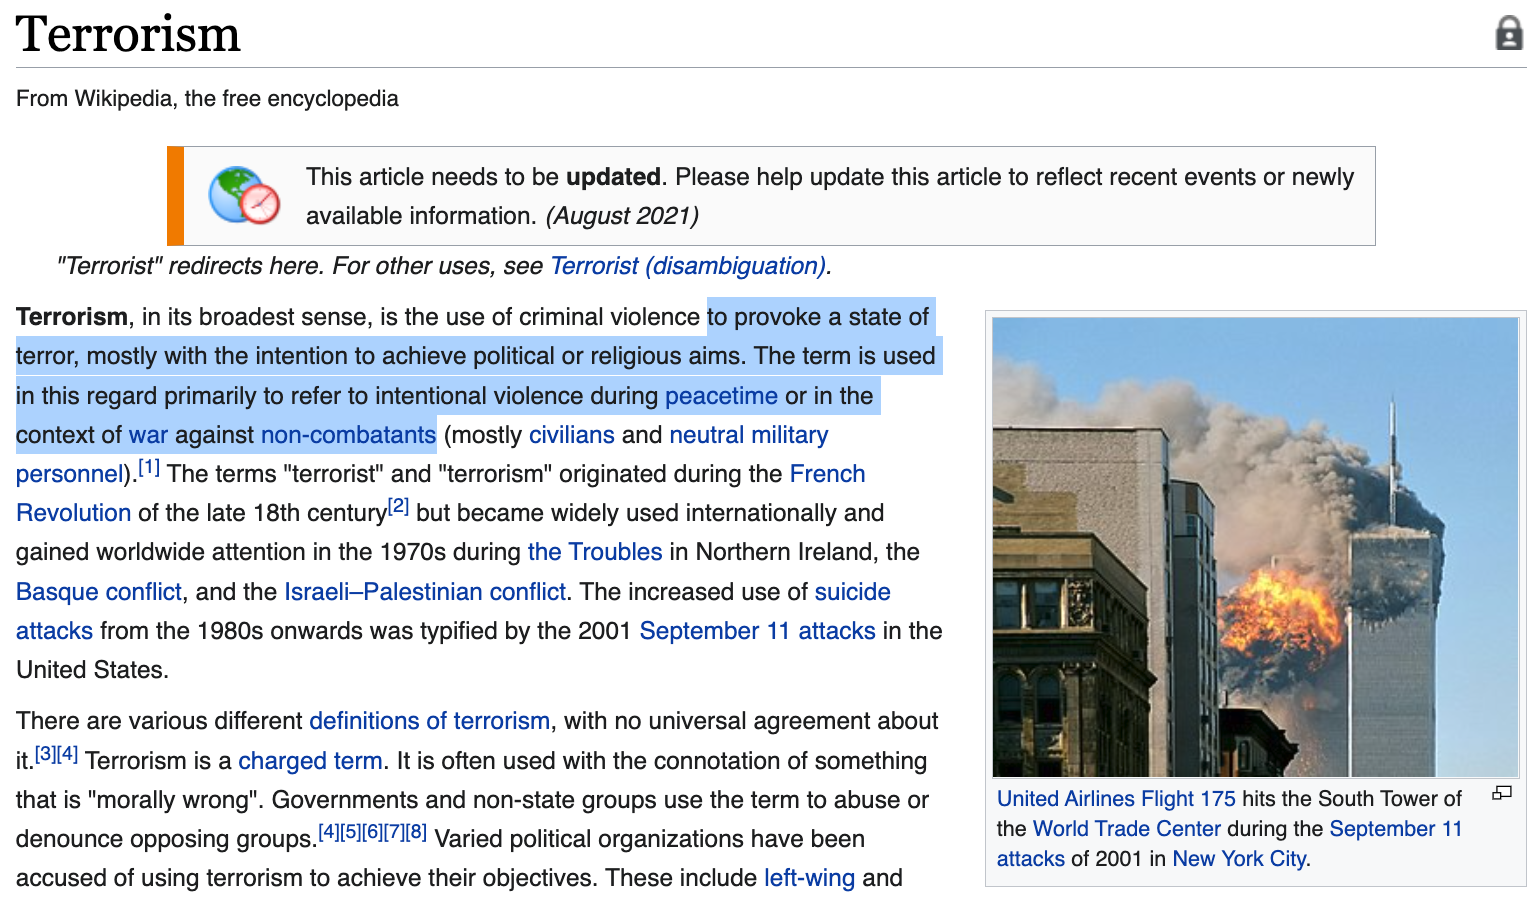 Terrorism
From Wikipedia, the free encyclopedia
This article needs to be updated. Please help update this article to reflect recent events or newly
available information. (August 2021)
"Terrorist" redirects here. For other uses, see Terrorist (disambiguation).
Terrorism, in its broadest sense, is the use of criminal violence to provoke a state of
terror, mostly with the intention to achieve political or religious aims. The term is used
in this regard primarily to refer to intentional violence during peacetime or in the
context of war against non-combatants (mostly civilians and neutral military
personnel).[1] The terms "terrorist" and "terrorism" originated during the French
Revolution of the late 18th century[2] but became widely used internationally and
gained worldwide attention in the 1970s during the Troubles in Northern Ireland, the
Basque conflict, and the Israeli–Palestinian conflict. The increased use of suicide
attacks from the 1980s onwards was typified by the 2001 September 11 attacks in the
United States.
There are various different definitions of terrorism, with no universal agreement about
it.[3][4] Terrorism is a charged term. It is often used with the connotation of something
that is "morally wrong". Governments and non-state groups use the term to abuse or
denounce opposing groups.[4][5][6][7][8] Varied political organizations have been
accused of using terrorism to achieve their objectives. These include left-wing and
United Airlines Flight 175 hits the South Tower of
the World Trade Center during the September 11
attacks of 2001 in New York City.